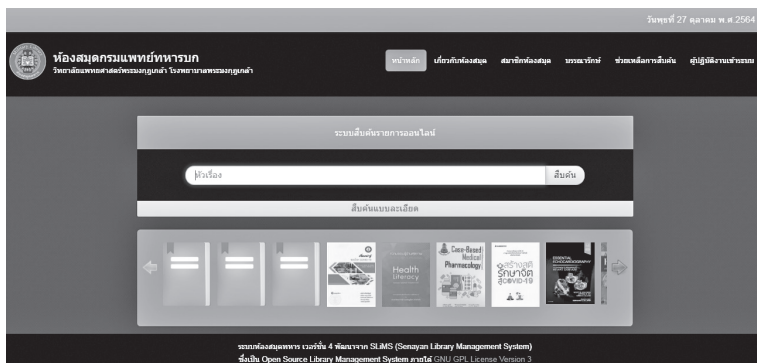 วันพุธที่ 27 ตุลาคม พ.ศ.2564
ห้องสมุดกรมแพทย์ทหารบก
วิทยาลัยแพทยศาสตร์พระมงกุฎเกล้า โรงพยาบาลพระมงกุฎเกล้า
หน้าหลัก เกี่ยวกับห้องสมุด สมาชิกห้องสมุด บรรณารักษ์ ช่วยเหลือการสืบค้น ผู้ปฏิบัติงานเข้าระบบ
ระบบสืบค้นรายการออนไลน์
หัวเรื่อง สืบค้น
สืบค้นแบบละเอียด
Health
Literacy
Case-Based
Medical
Pharmacology
สร้างสุติ
รักษาจิต
สู้COVID-19
ESSENTIAL
ECHOCARDIOGRAPHY
ระบบห้องสมุดทหาร เวอร์ชั่น 4 พัฒนาจาก SLiMS (Senayan Library Management System)
ซึ่งเป็น Open Source Library Management System ภายใต้ GNU GPL License Version 3